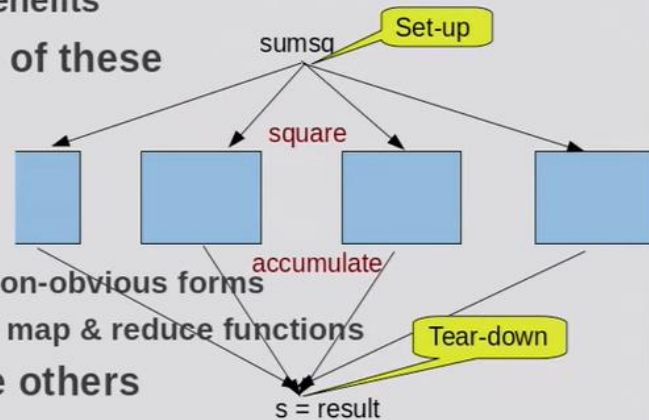 enefits
Set-up
sumsq
of these
square
accumulate
on-obvious forms
map & reduce functions
Tear-down
e others
s = result